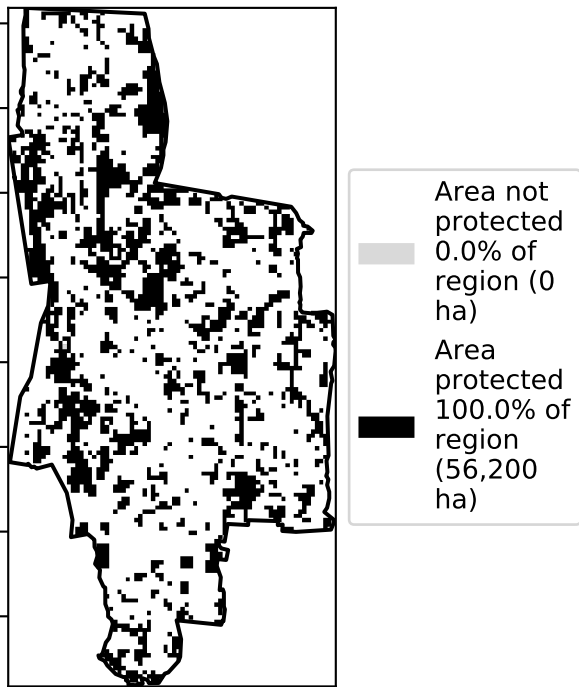 Area not
protected
0.0% of
region (0
ha)
Area
protected
100.0% of
region
(56,200
ha)